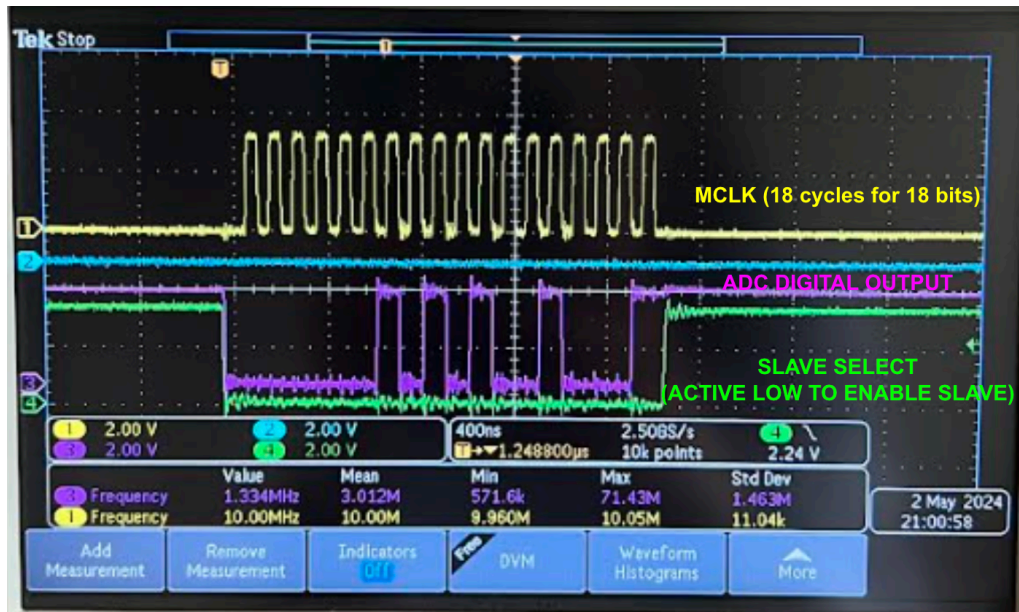 Tek Stop
T
T
MCLK (18 cycles for 18 bits)
1
2
ADC DIGITAL OUTPUT
SLAVE SELECT
(ACTIVE LOW TO ENABLE SLAVE)
3
4
1 2.00 V 2 2.00 V 400ns 2.50GS/s 4
3 2.00 V 4 2.00 V T→▼1.248800µs 10k points 2.24 V
Value Mean Min Max Std Dev
3 Frequency 1.334MHz 3.012M 571.6k 71.43M 1.463M
1 Frequency 10.00MHz 10.00M 9.960M 10.05M 11.04k
2 May 2024
21:00:58
Add Measurement
Remove Measurement
Indicators Off
Free DVM
Waveform Histograms
More